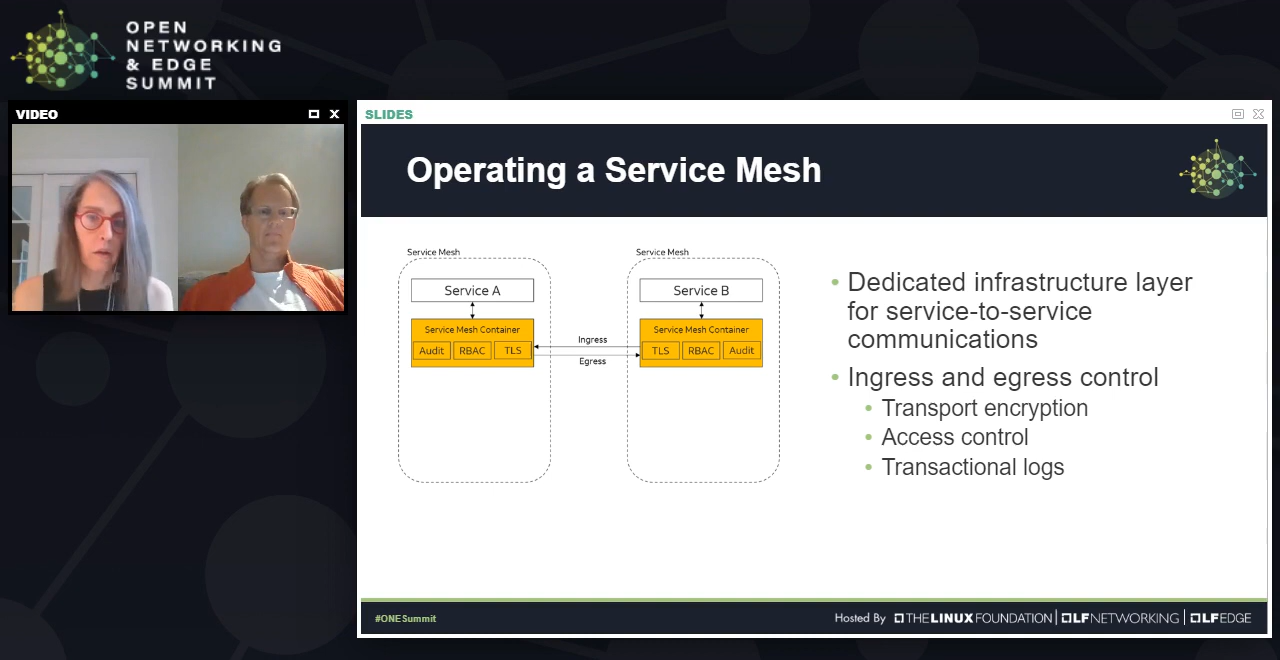 OPEN
NETWORKING
& EDGE
SUMMIT
VIDEO
SLIDES
Operating a Service Mesh
Service Mesh
Service A
Service Mesh Container
Audit
RBAC
TLS
Ingress
Egress
Service Mesh
Service B
Service Mesh Container
TLS
RBAC
Audit
• Dedicated infrastructure layer
for service-to-service
communications
• Ingress and egress control
• Transport encryption
• Access control
• Transactional logs
#ONESummit
Hosted By THE LINUX FOUNDATION | LF NETWORKING | LF EDGE